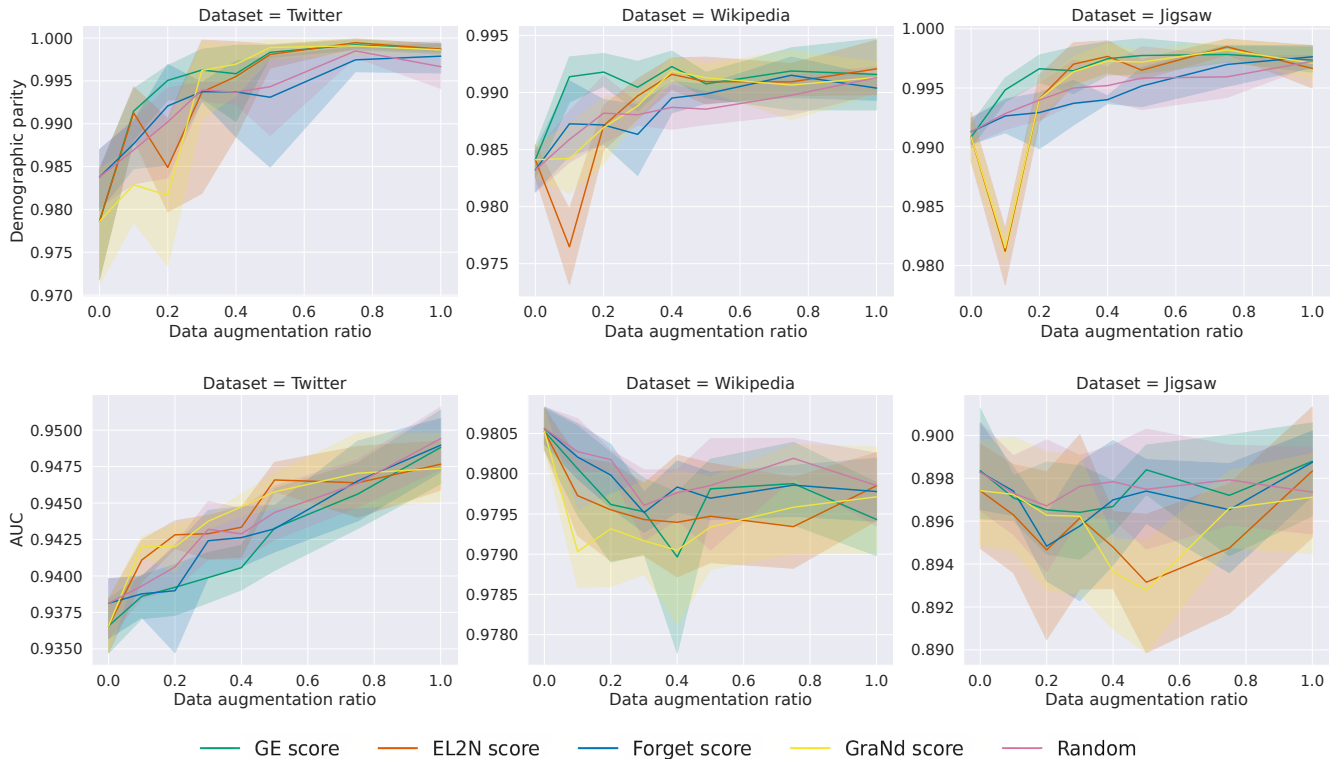 Dataset = Twitter
Dataset = Wikipedia
Dataset = Jigsaw
Demographic parity
1.000
0.995
0.990
0.985
0.980
0.975
0.970
0.0 0.2 0.4 0.6 0.8 1.0
Data augmentation ratio
0.995
0.990
0.985
0.980
0.975
0.0 0.2 0.4 0.6 0.8 1.0
Data augmentation ratio
1.000
0.995
0.990
0.985
0.980
0.0 0.2 0.4 0.6 0.8 1.0
Data augmentation ratio
Dataset = Twitter
Dataset = Wikipedia
Dataset = Jigsaw
AUC
0.9500
0.9475
0.9450
0.9425
0.9400
0.9375
0.9350
0.0 0.2 0.4 0.6 0.8 1.0
Data augmentation ratio
0.9805
0.9800
0.9795
0.9790
0.9785
0.9780
0.0 0.2 0.4 0.6 0.8 1.0
Data augmentation ratio
0.900
0.898
0.896
0.894
0.892
0.890
0.0 0.2 0.4 0.6 0.8 1.0
Data augmentation ratio
GE score EL2N score Forget score GraNd score Random